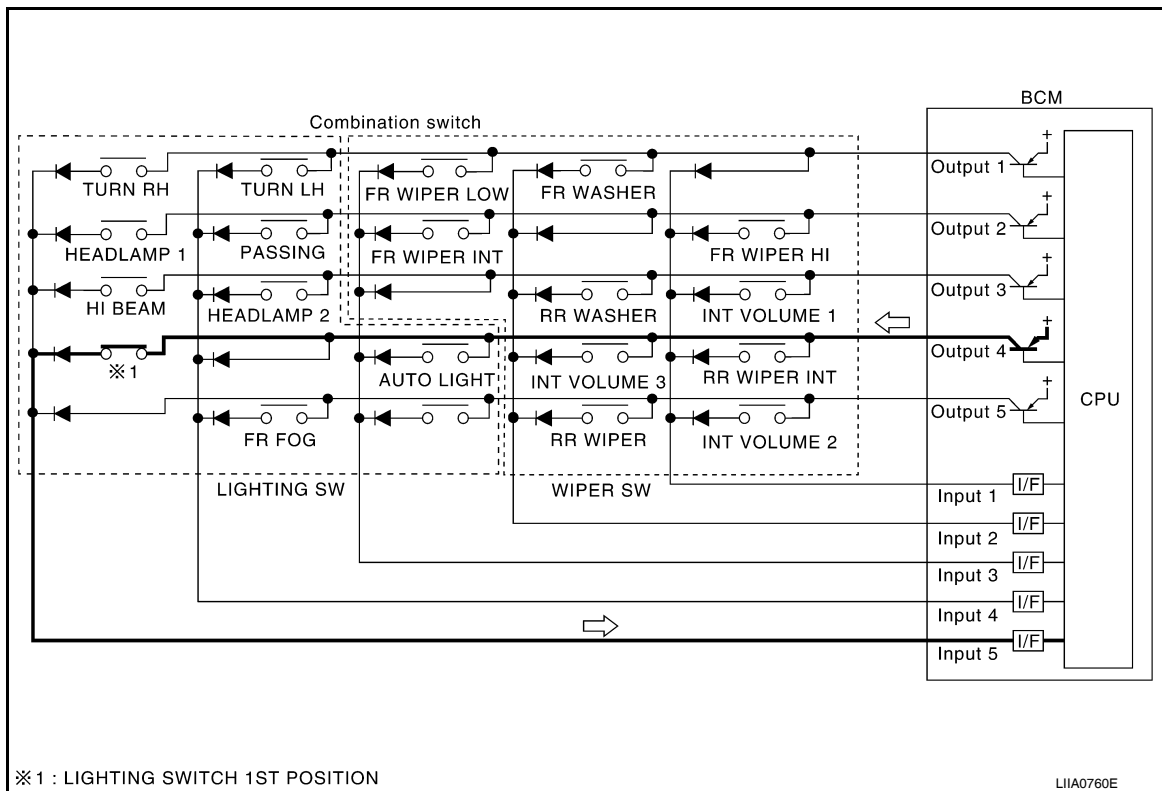 BCM
Combination switch
Output 1
TURN RH
TURN LH
FR WIPER LOW
FR WASHER
Output 2
HEADLAMP 1
PASSING
FR WIPER INT
FR WIPER HI
Output 3
HI BEAM
HEADLAMP 2
RR WASHER
INT VOLUME 1
Output 4
※1
AUTO LIGHT
INT VOLUME 3
RR WIPER INT
CPU
Output 5
FR FOG
RR WIPER
INT VOLUME 2
LIGHTING SW
WIPER SW
Input 1
I/F
Input 2
I/F
Input 3
I/F
Input 4
I/F
Input 5
I/F
+
+
+
+
+
※1 : LIGHTING SWITCH 1ST POSITION
LIIA0760E